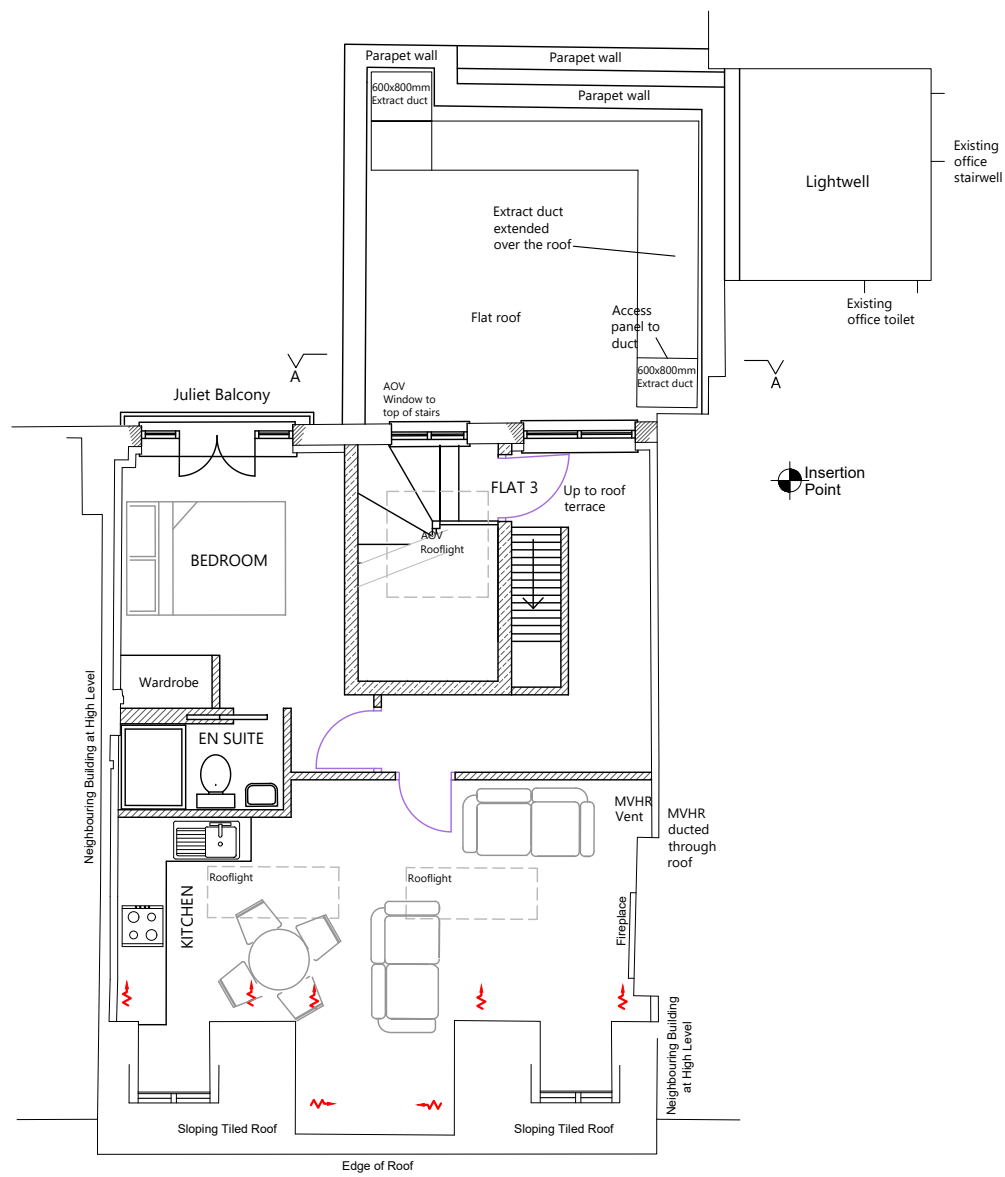 Parapet wall
Parapet wall
600x800mm
Extract duct
Parapet wall
Existing
office
stairwell
Lightwell
Extract duct
extended
over the roof
Existing
office toilet
Flat roof
Access
panel to
duct
600x800mm
Extract duct
A
A
Juliet Balcony
AOV
Window to
top of stairs
Insertion
Point
FLAT 3
Up to roof
terrace
AOV
Rooflight
BEDROOM
Wardrobe
EN SUITE
Neighbouring Building at High Level
MVHR
Vent
MVHR
ducted
through
roof
Rooflight
Rooflight
KITCHEN
Fireplace
Neighbouring Building
at High Level
Sloping Tiled Roof
Sloping Tiled Roof
Edge of Roof